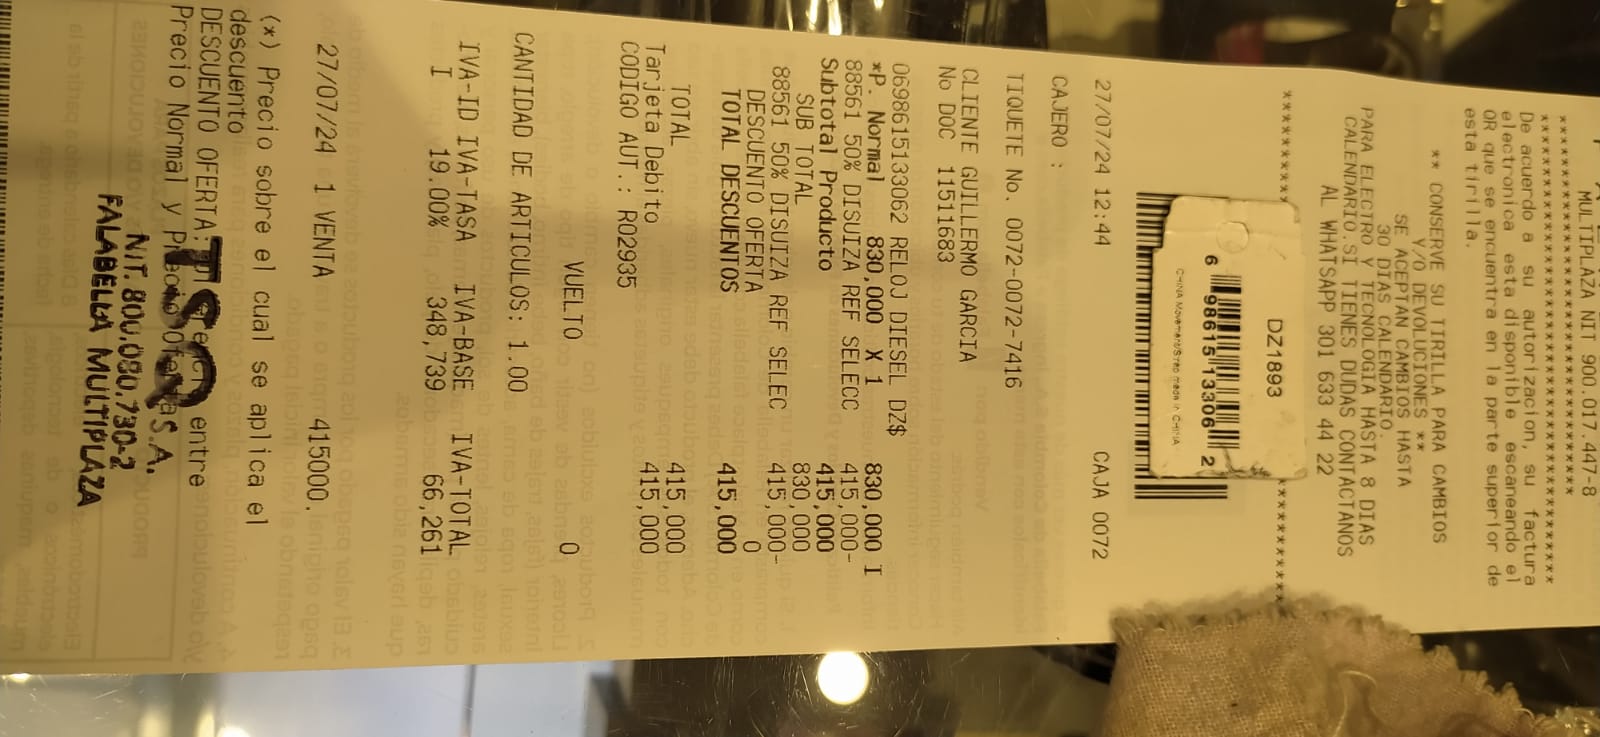 MULTIPLAZA NIT 900.017.447-8
De acuerdo a su autorizacion, su factura
electronica esta disponible escaneando el
QR que se encuentra en la parte superior de
esta tirilla.
** CONSERVE SU TIRILLA PARA CAMBIOS
Y/O DEVOLUCIONES **
SE ACEPTAN CAMBIOS HASTA
30 DIAS CALENDARIO.
PARA ELECTRO Y TECNOLOGIA HASTA 8 DIAS
CALENDARIO.SI TIENES DUDAS CONTACTANOS
AL WHATSAPP 301 633 44 22
DZ1893
6 98615 13306 2
CHINA Movement/Strap made in CHINA
27/07/24 12:44 CAJA 0072
CAJERO :
TIQUETE No. 0072-0072-7416
CLIENTE GUILLERMO GARCIA
No DOC 11511683
0698615133062 RELOJ DIESEL DZ$
*P. Normal 830,000 X 1 830,000 I
88561 50% DISUIZA REF SELECC 415,000-
Subtotal Producto 415,000
SUB TOTAL 830,000
88561 50% DISUIZA REF SELEC 415,000-
DESCUENTO OFERTA 0
TOTAL DESCUENTOS 415,000
TOTAL 415,000
Tarjeta Debito 415,000
CODIGO AUT.: R02935
VUELTO 0
CANTIDAD DE ARTICULOS: 1.00
IVA-ID IVA-TASA IVA-BASE IVA-TOTAL
I 19.00% 348,739 66,261
27/07/24 1 VENTA 415000.
(*) Precio sobre el cual se aplica el
descuento
DESCUENTO OFERTA: entre
Precio Normal y Precio Oferta
S.A.
NIT. 800.080.730-2
FALABELLA MULTIPLAZA